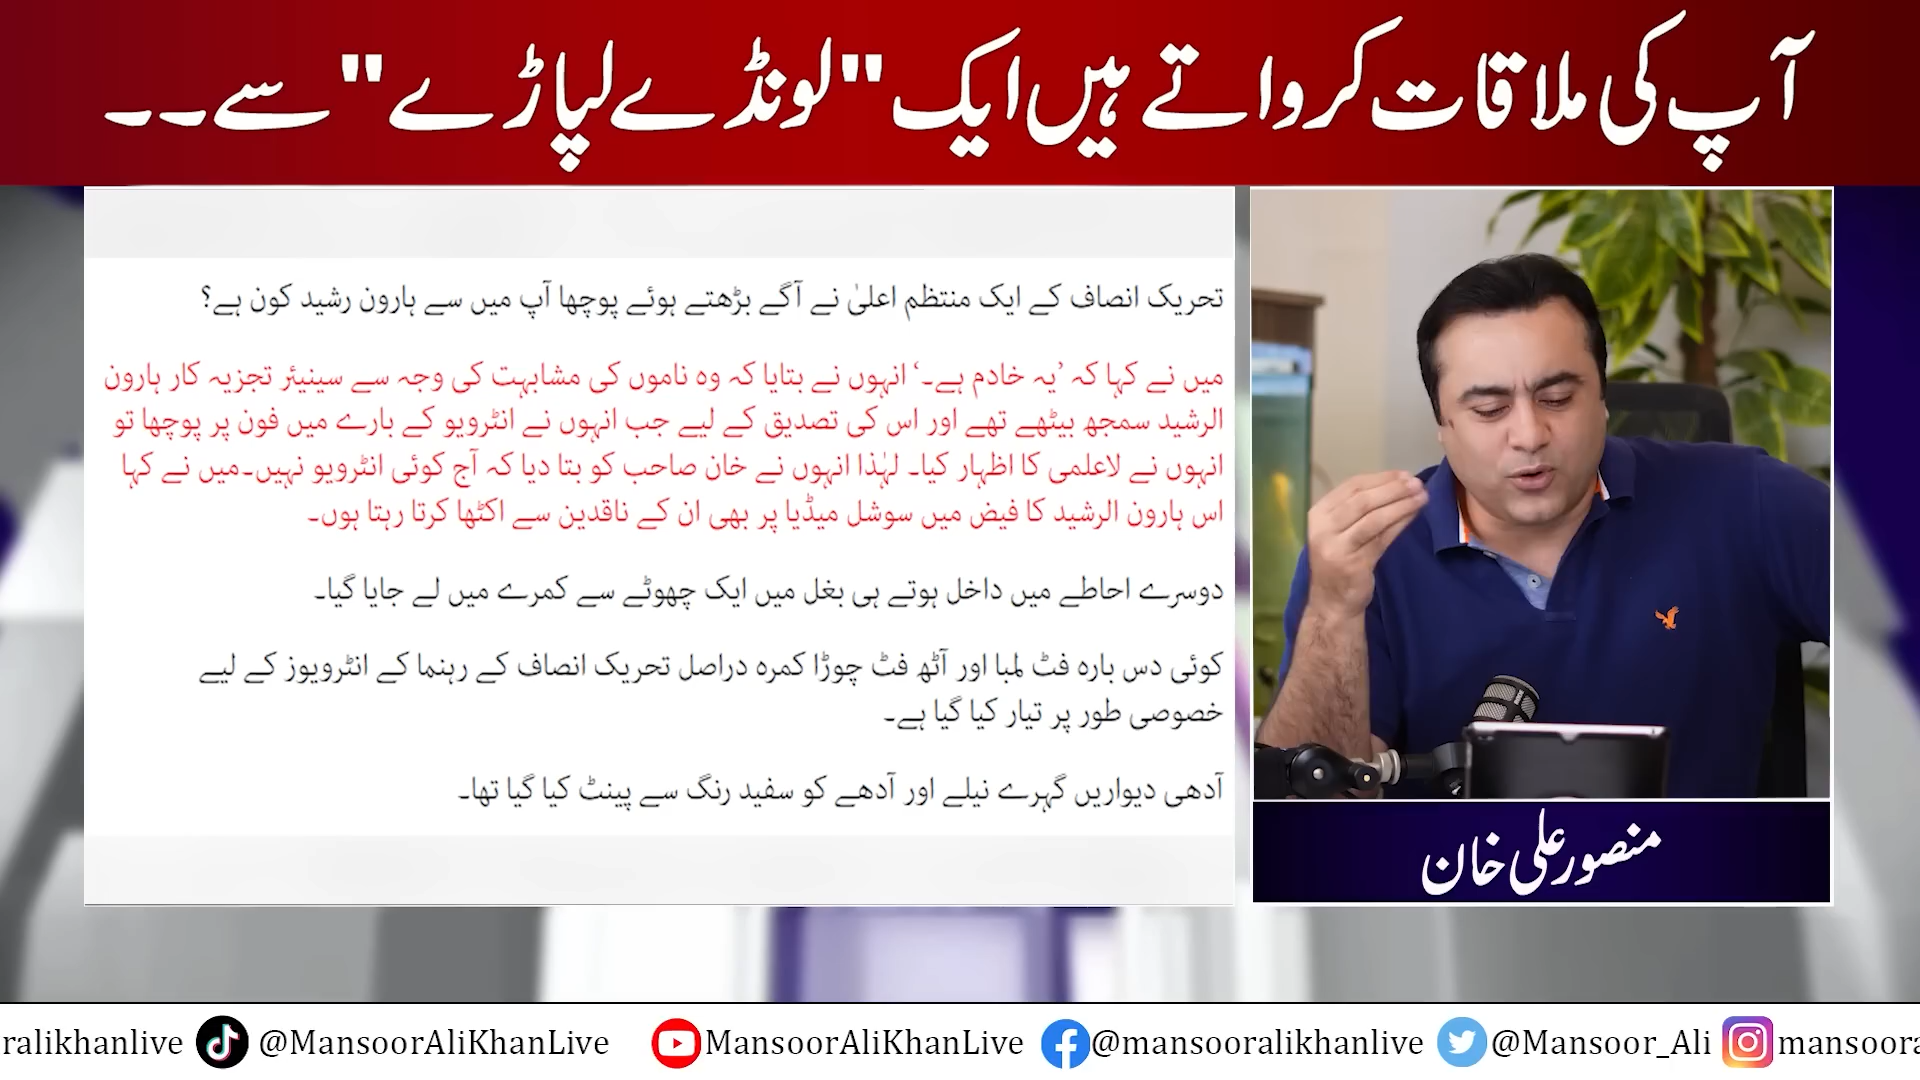 آپ کی ملاقات کرواتے ہیں ایک "لونڈے لپاڑے" سے۔۔
تحریک انصاف کے ایک منتظم اعلیٰ نے آگے بڑھتے ہوئے پوچھا آپ میں سے ہارون رشید کون ہے؟
میں نے کہا کہ ’یہ خادم ہے۔‘ انہوں نے بتایا کہ وہ ناموں کی مشابہت کی وجہ سے سینیئر تجزیہ کار ہارون
الرشید سمجھ بیٹھے تھے اور اس کی تصدیق کے لیے جب انہوں نے انٹرویو کے بارے میں فون پر پوچھا تو
انہوں نے لاعلمی کا اظہار کیا۔ لہٰذا انہوں نے خان صاحب کو بتا دیا کہ آج کوئی انٹرویو نہیں۔میں نے کہا
اس ہارون الرشید کا فیض میں سوشل میڈیا پر بھی ان کے ناقدین سے اکٹھا کرتا رہتا ہوں۔
دوسرے احاطے میں داخل ہوتے ہی بغل میں ایک چھوٹے سے کمرے میں لے جایا گیا۔
کوئی دس بارہ فٹ لمبا اور آٹھ فٹ چوڑا کمرہ دراصل تحریک انصاف کے رہنما کے انٹرویوز کے لیے
خصوصی طور پر تیار کیا گیا ہے۔
آدھی دیواریں گہرے نیلے اور آدھے کو سفید رنگ سے پینٹ کیا گیا تھا۔
منصور علی خان
ralikhanlive @MansoorAliKhanLive MansoorAliKhanLive @mansooralikhanlive @Mansoor_Ali mansoora